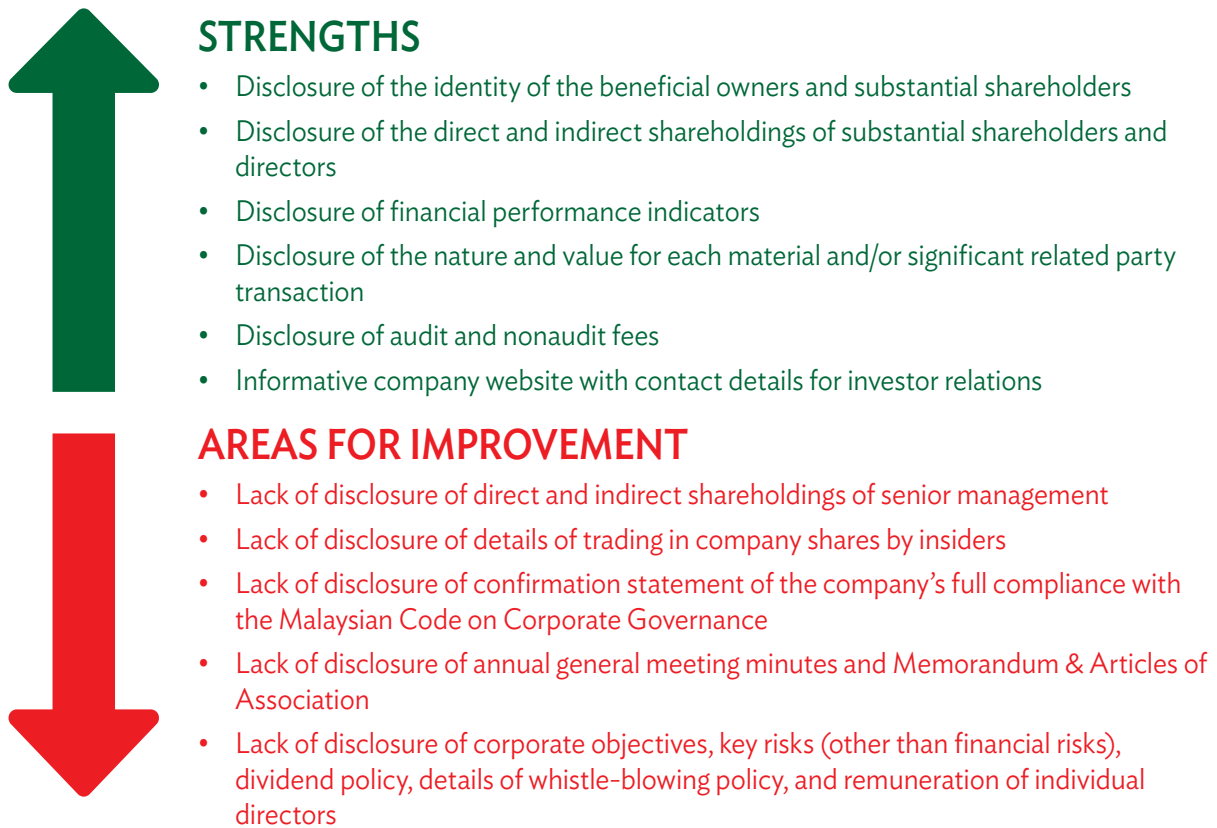 STRENGTHS
• Disclosure of the identity of the beneficial owners and substantial shareholders
• Disclosure of the direct and indirect shareholdings of substantial shareholders and
directors
• Disclosure of financial performance indicators
• Disclosure of the nature and value for each material and/or significant related party
transaction
• Disclosure of audit and nonaudit fees
• Informative company website with contact details for investor relations
AREAS FOR IMPROVEMENT
• Lack of disclosure of direct and indirect shareholdings of senior management
• Lack of disclosure of details of trading in company shares by insiders
• Lack of disclosure of confirmation statement of the company’s full compliance with
the Malaysian Code on Corporate Governance
• Lack of disclosure of annual general meeting minutes and Memorandum & Articles of
Association
• Lack of disclosure of corporate objectives, key risks (other than financial risks),
dividend policy, details of whistle-blowing policy, and remuneration of individual
directors